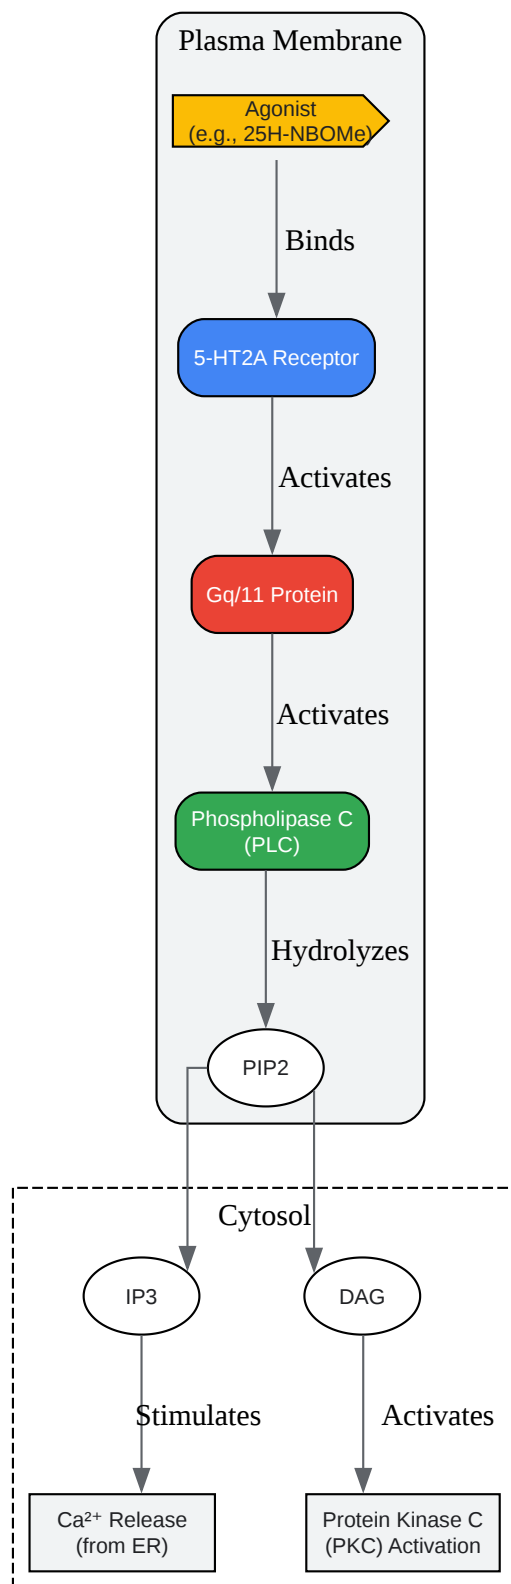 Plasma Membrane
Agonist
(e.g., 25H-NBOMe)
Binds
5-HT2A Receptor
Activates
Gq/11 Protein
Activates
Phospholipase C
(PLC)
Hydrolyzes
PIP2
Cytosol
IP3
DAG
Stimulates
Activates
Ca²⁺ Release
(from ER)
Protein Kinase C
(PKC) Activation